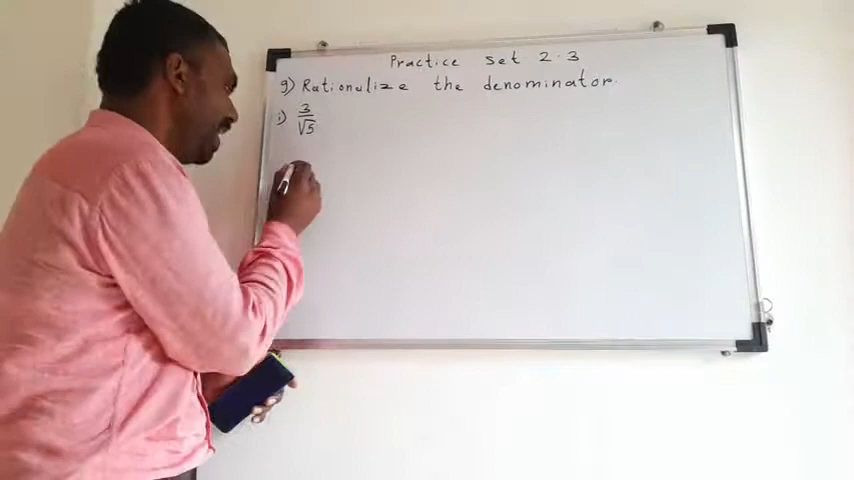 Practice set 2.3
9) Rationalize the denominator.
i) 3/√5